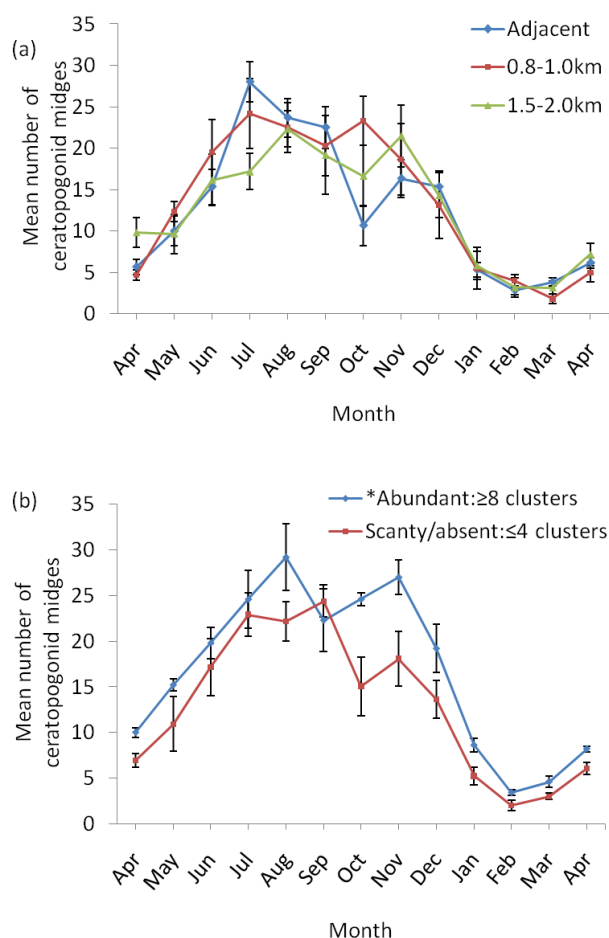 (a)
Adjacent
0.8-1.0km
1.5-2.0km
Mean number of
ceratopogonid midges
35
30
25
20
15
10
5
0
Apr
May
Jun
Jul
Aug
Sep
Oct
Nov
Dec
Jan
Feb
Mar
Apr
Month
(b)
*Abundant:≥8 clusters
Scanty/absent:≤4 clusters
Mean number of
ceratopogonid midges
35
30
25
20
15
10
5
0
Apr
May
Jun
Jul
Aug
Sep
Oct
Nov
Dec
Jan
Feb
Mar
Apr
Month